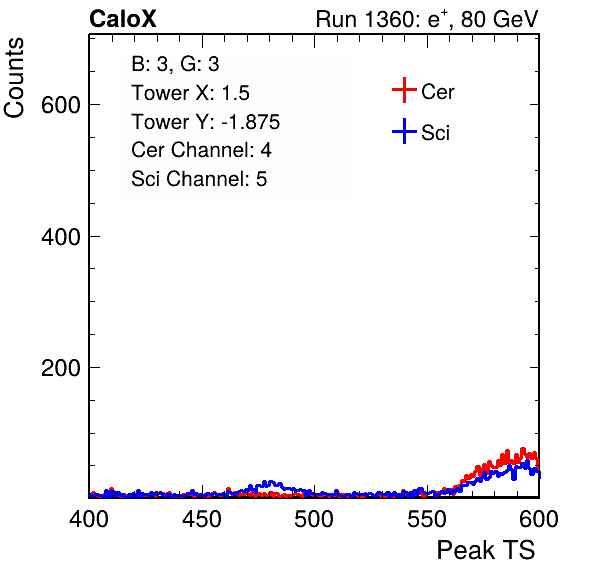 CaloX Run 1360: e⁺, 80 GeV
Counts
B: 3, G: 3
Tower X: 1.5
Tower Y: -1.875
Cer Channel: 4
Sci Channel: 5
Cer
Sci
600
400
200
400 450 500 550 600
Peak TS